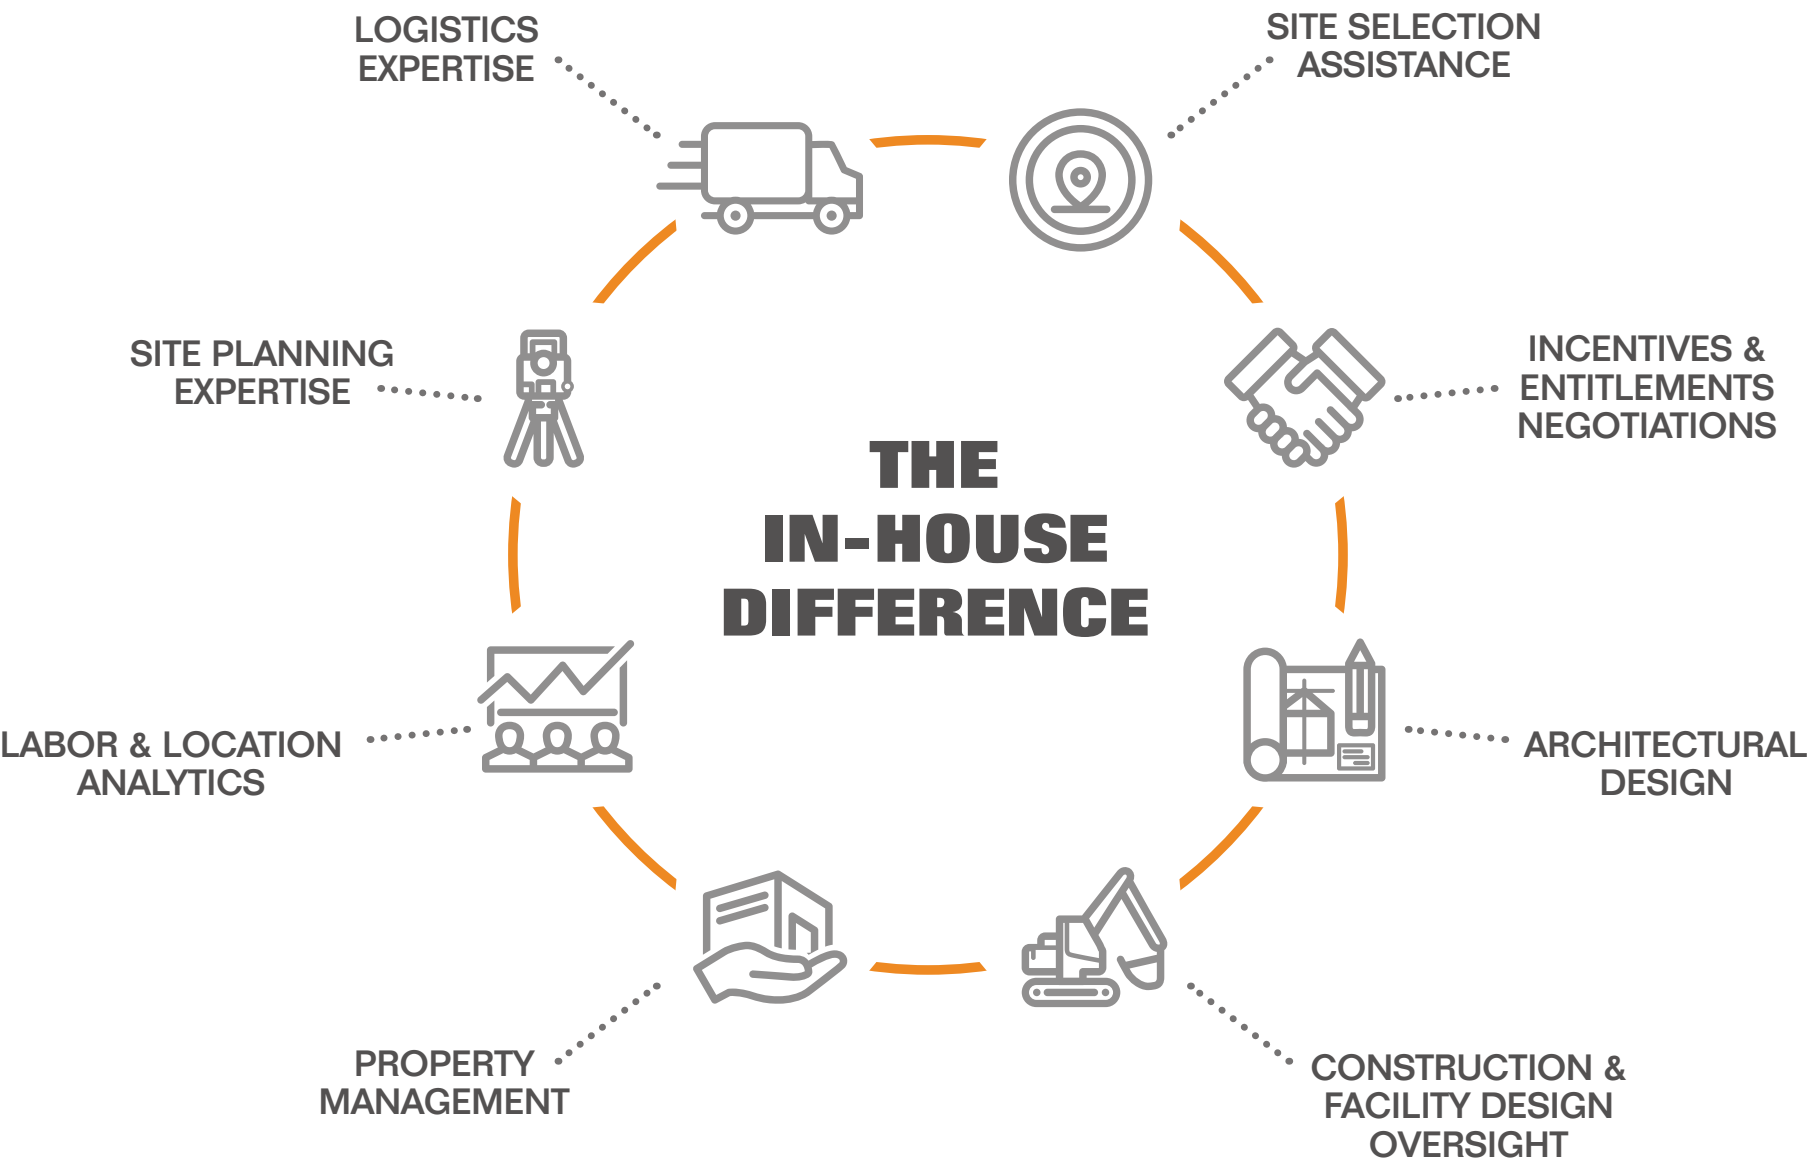 LOGISTICS
EXPERTISE
SITE SELECTION
ASSISTANCE
SITE PLANNING
EXPERTISE
INCENTIVES &
ENTITLEMENTS
NEGOTIATIONS
THE
IN-HOUSE
DIFFERENCE
LABOR & LOCATION
ANALYTICS
ARCHITECTURAL
DESIGN
PROPERTY
MANAGEMENT
CONSTRUCTION &
FACILITY DESIGN
OVERSIGHT